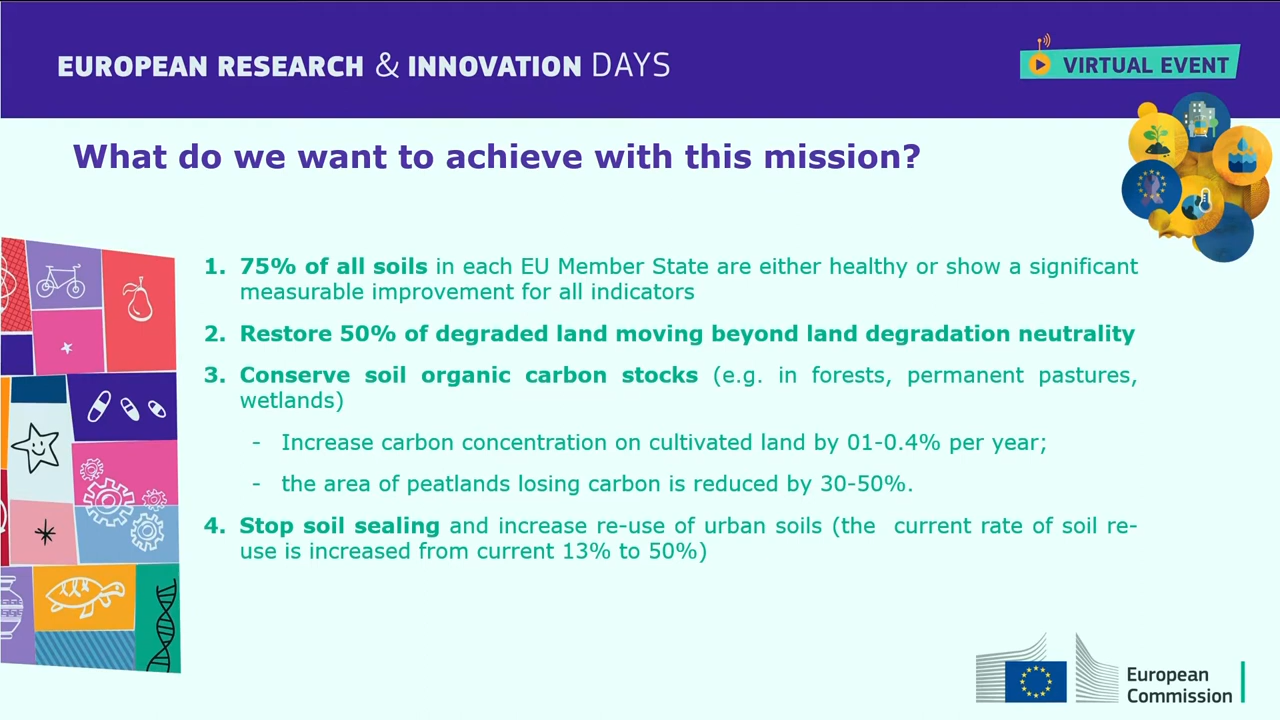 EUROPEAN RESEARCH & INNOVATION DAYS
VIRTUAL EVENT
What do we want to achieve with this mission?
1. 75% of all soils in each EU Member State are either healthy or show a significant
measurable improvement for all indicators
2. Restore 50% of degraded land moving beyond land degradation neutrality
3. Conserve soil organic carbon stocks (e.g. in forests, permanent pastures,
wetlands)
- Increase carbon concentration on cultivated land by 01-0.4% per year;
- the area of peatlands losing carbon is reduced by 30-50%.
4. Stop soil sealing and increase re-use of urban soils (the current rate of soil re-
use is increased from current 13% to 50%)
European
Commission